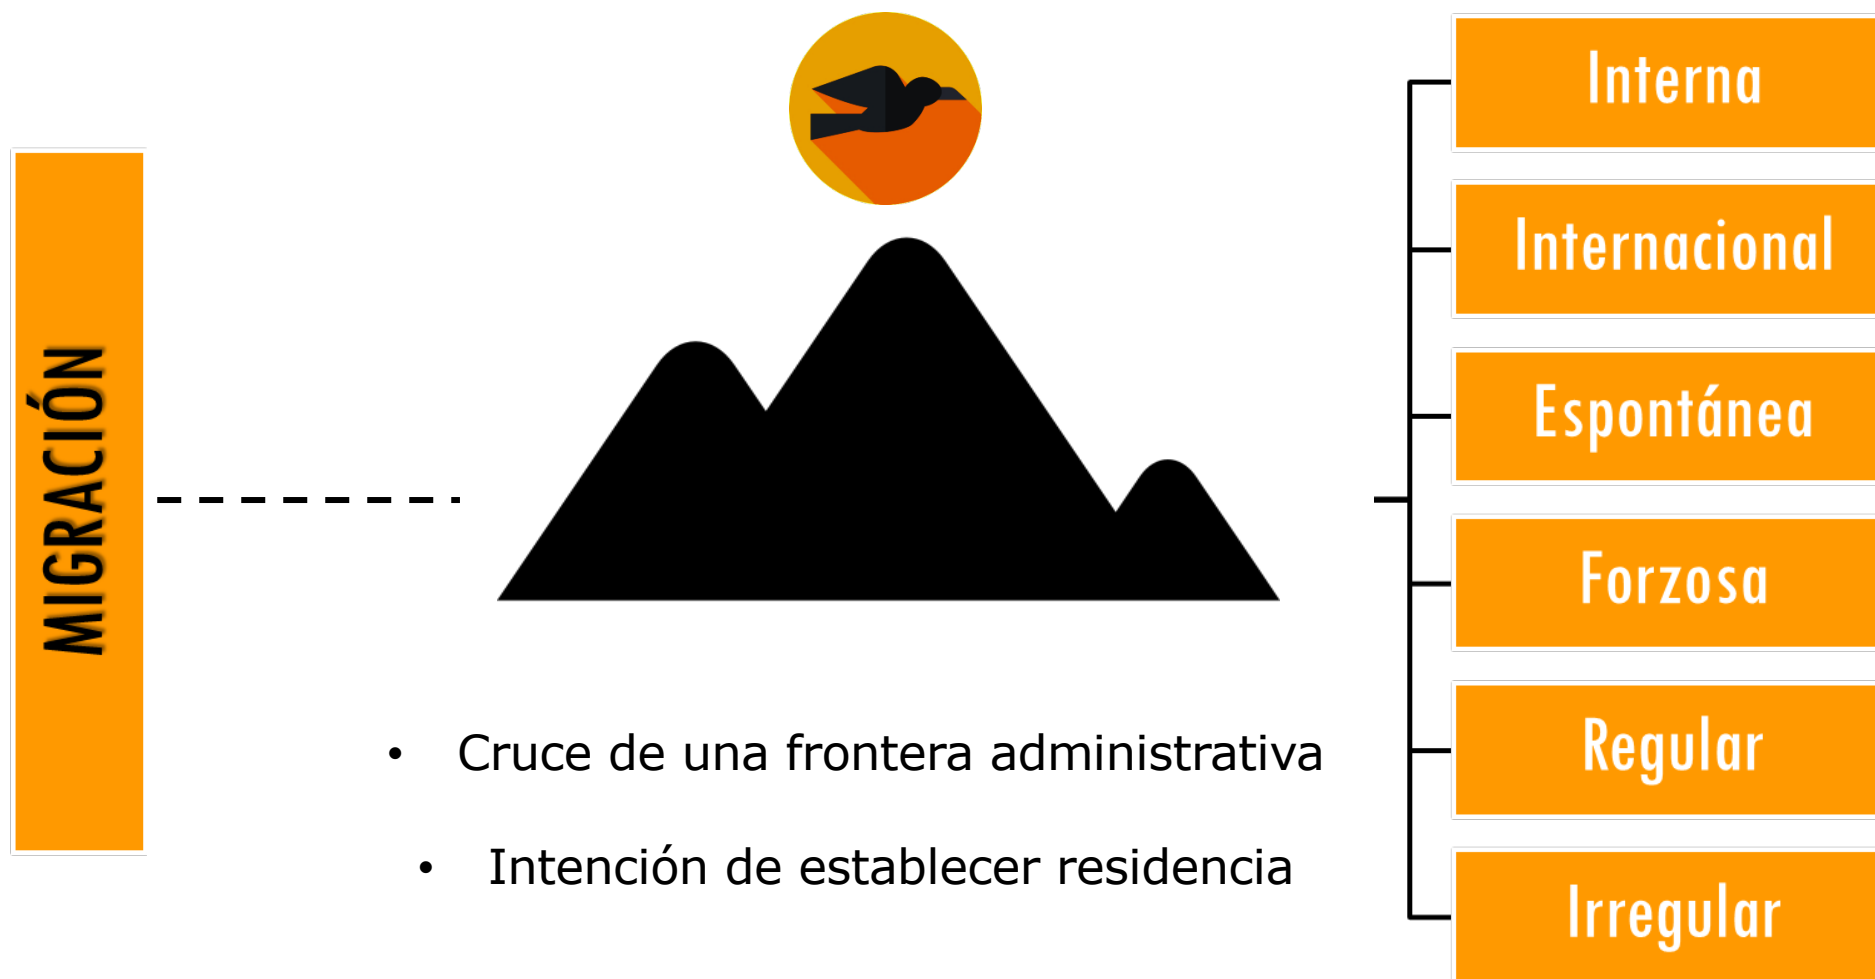 MIGRACIÓN
• Cruce de una frontera administrativa
• Intención de establecer residencia
Interna
Internacional
Espontánea
Forzosa
Regular
Irregular